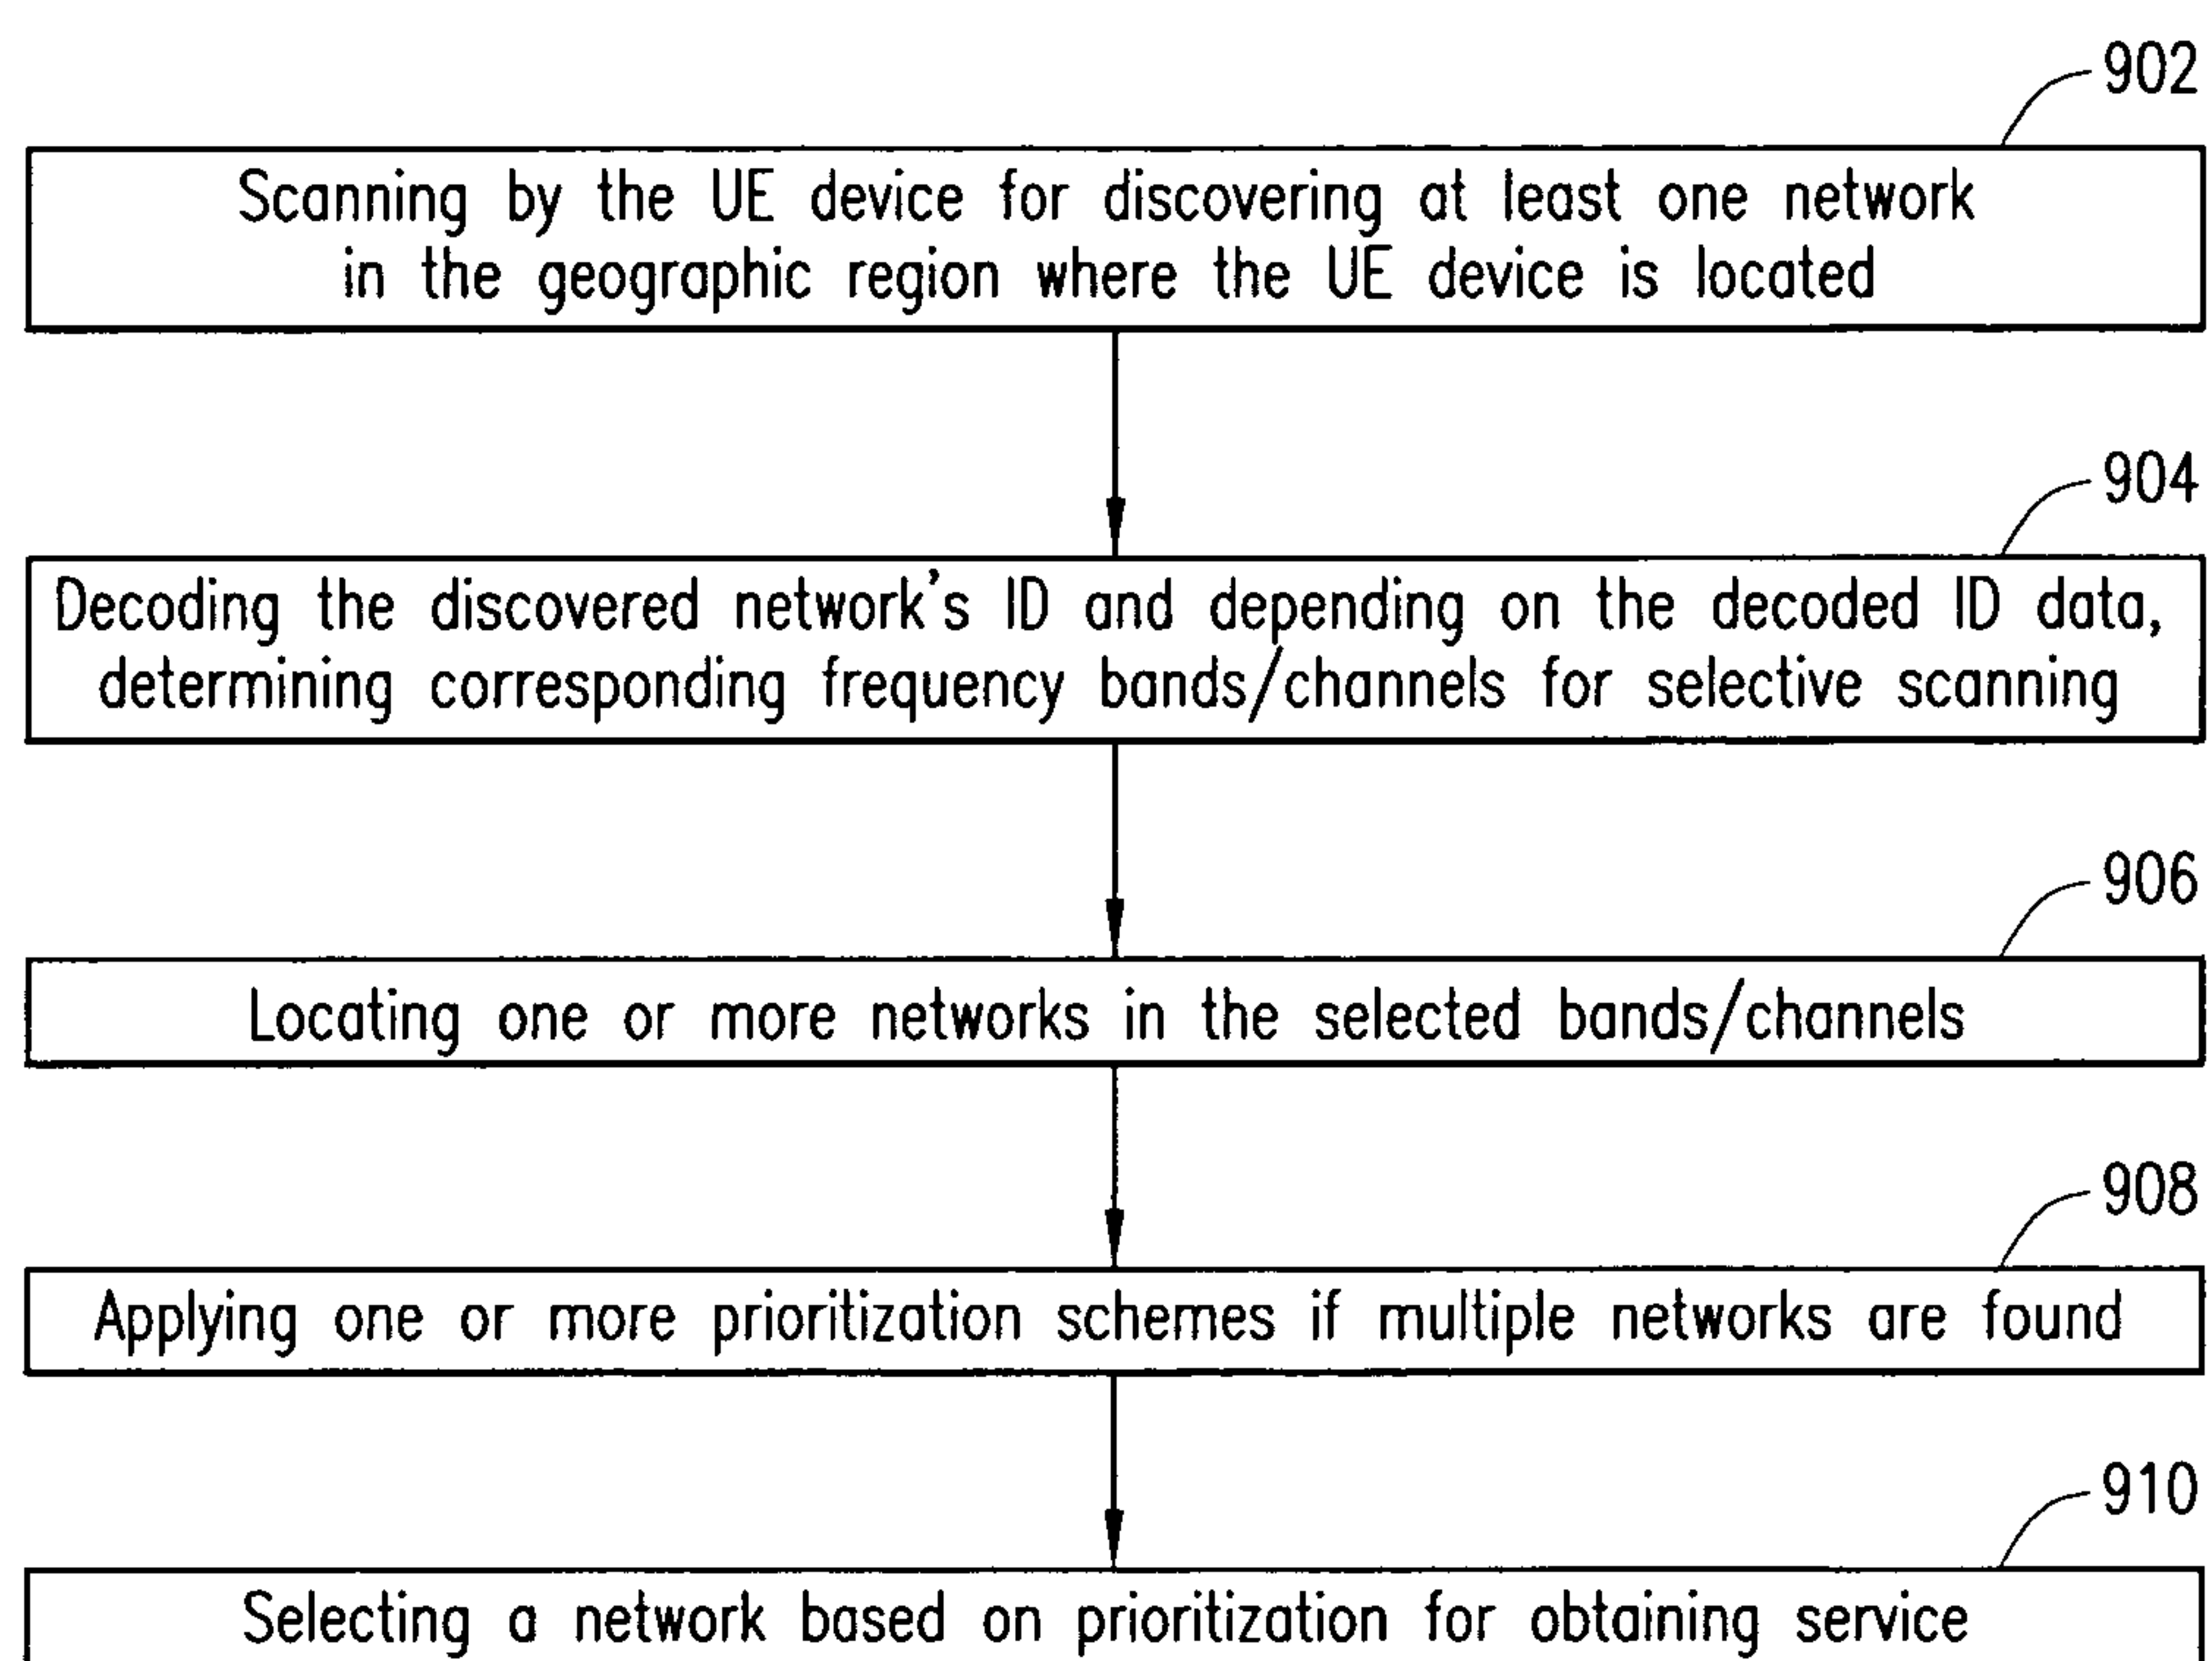 902
Scanning by the UE device for discovering at least one network
in the geographic region where the UE device is located
904
Decoding the discovered network's ID and depending on the decoded ID data,
determining corresponding frequency bands/channels for selective scanning
906
Locating one or more networks in the selected bands/channels
908
Applying one or more prioritization schemes if multiple networks are found
910
Selecting a network based on prioritization for obtaining service